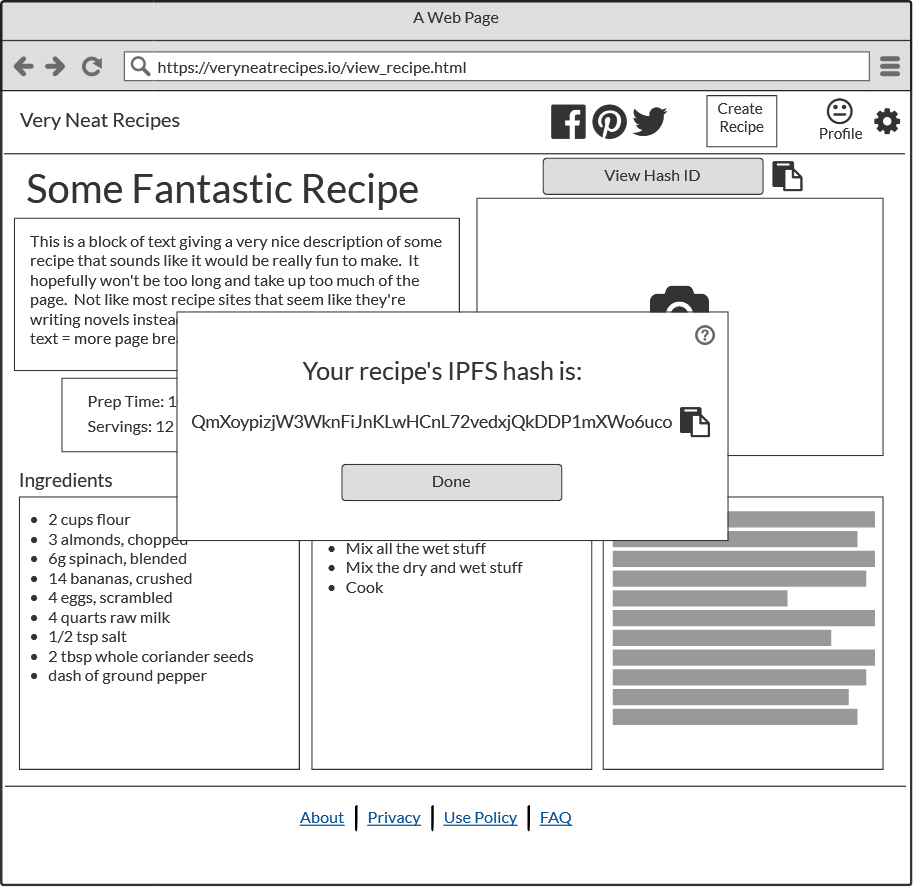 A Web Page
https://veryneatrecipes.io/view_recipe.html
Very Neat Recipes
Create
Recipe
Profile
Some Fantastic Recipe
View Hash ID
This is a block of text giving a very nice description of some
recipe that sounds like it would be really fun to make. It
hopefully won't be too long and take up too much of the
page. Not like most recipe sites that seem like they're
writing novels
text = more page
Prep Time:
Servings: 12
?
Your recipe's IPFS hash is:
QmXoypizjW3WknFiJnKLwHCnL72vedxjQkDDP1mXWo6uco
Done
Ingredients
• 2 cups flour
• 3 almonds, chopped
• 6g spinach, blended
• 14 bananas, crushed
• 4 eggs, scrambled
• 4 quarts raw milk
• 1/2 tsp salt
• 2 tbsp whole coriander seeds
• dash of ground pepper
• Mix all the wet stuff
• Mix the dry and wet stuff
• Cook
About | Privacy | Use Policy | FAQ